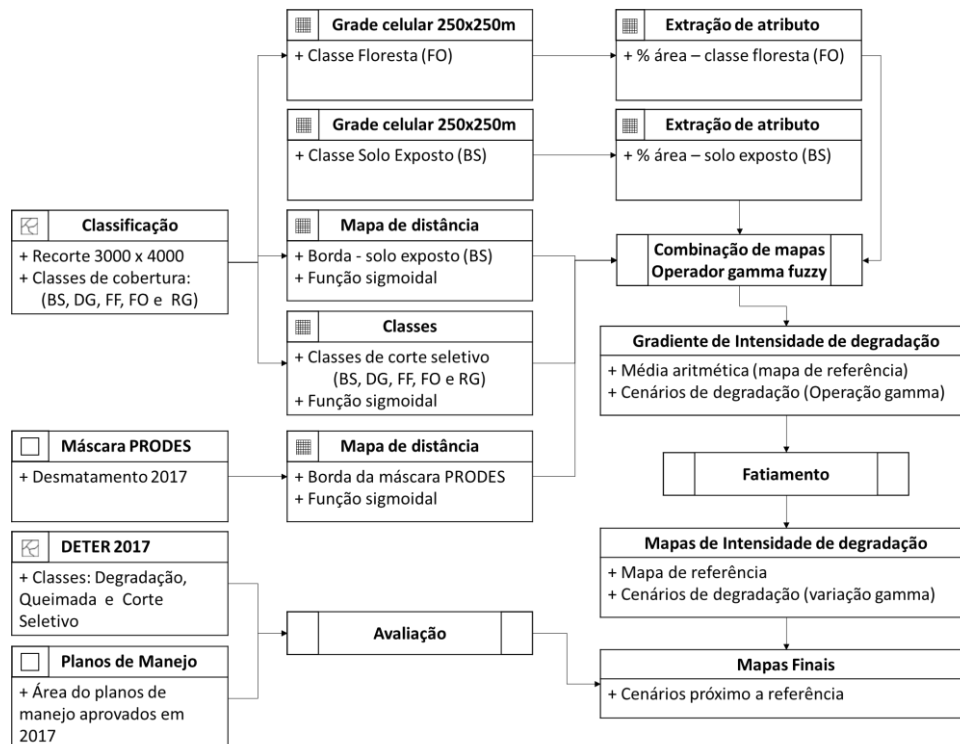 Grade celular 250x250m
+ Classe Floresta (FO)
Extração de atributo
+ % área – classe floresta (FO)
Grade celular 250x250m
+ Classe Solo Exposto (BS)
Extração de atributo
+ % área – solo exposto (BS)
Classificação
+ Recorte 3000 x 4000
+ Classes de cobertura:
(BS, DG, FF, FO e RG)
Mapa de distância
+ Borda - solo exposto (BS)
+ Função sigmoidal
Combinação de mapas
Operador gamma fuzzy
Classes
+ Classes de corte seletivo
(BS, DG, FF, FO e RG)
+ Função sigmoidal
Gradiente de Intensidade de degradação
+ Média aritmética (mapa de referência)
+ Cenários de degradação (Operação gamma)
Máscara PRODES
+ Desmatamento 2017
Mapa de distância
+ Borda da máscara PRODES
+ Função sigmoidal
Fatiamento
DETER 2017
+ Classes: Degradação,
Queimada e Corte
Seletivo
Mapas de Intensidade de degradação
+ Mapa de referência
+ Cenários de degradação (variação gamma)
Avaliação
Planos de Manejo
+ Área do planos de
manejo aprovados em
2017
Mapas Finais
+ Cenários próximo a referência